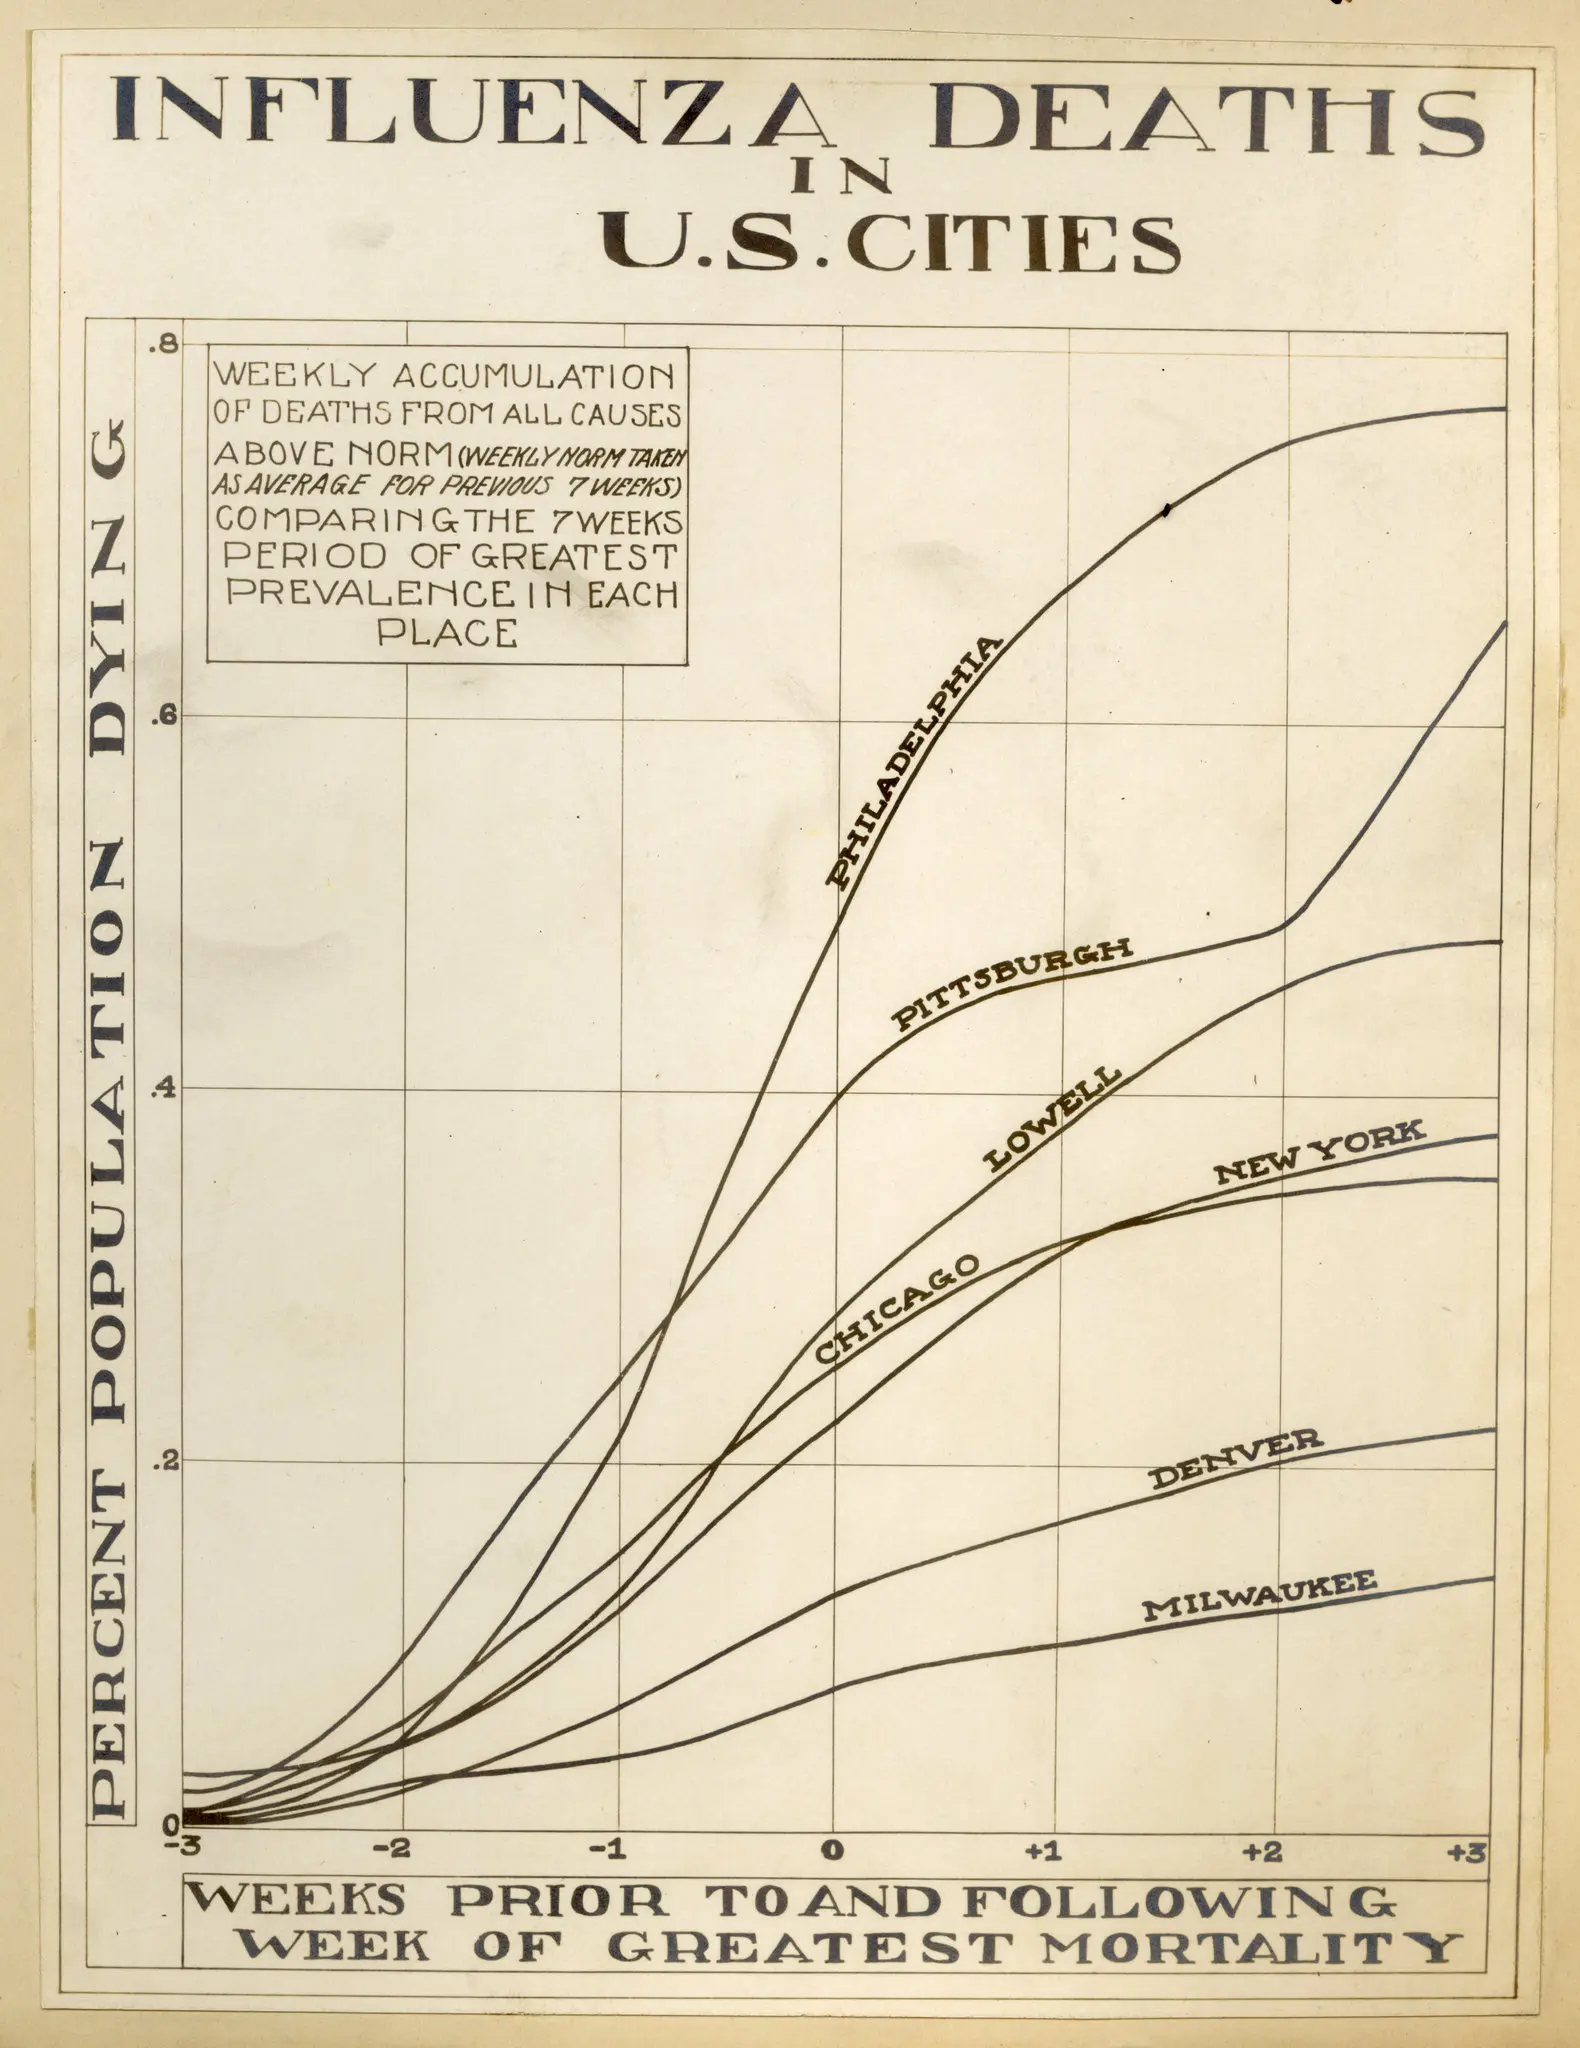 INFLUENZA DEATHS
IN
U.S. CITIES
PERCENT POPULATION DYING
.8
.6
.4
.2
0
WEEKLY ACCUMULATION
OF DEATHS FROM ALL CAUSES
ABOVE NORM (WEEKLY NORM TAKEN
AS AVERAGE FOR PREVIOUS 7 WEEKS)
COMPARING THE 7 WEEKS
PERIOD OF GREATEST
PREVALENCE IN EACH
PLACE
PHILADELPHIA
PITTSBURGH
LOWELL
NEW YORK
CHICAGO
DENVER
MILWAUKEE
-3 -2 -1 0 +1 +2 +3
WEEKS PRIOR TO AND FOLLOWING
WEEK OF GREATEST MORTALITY